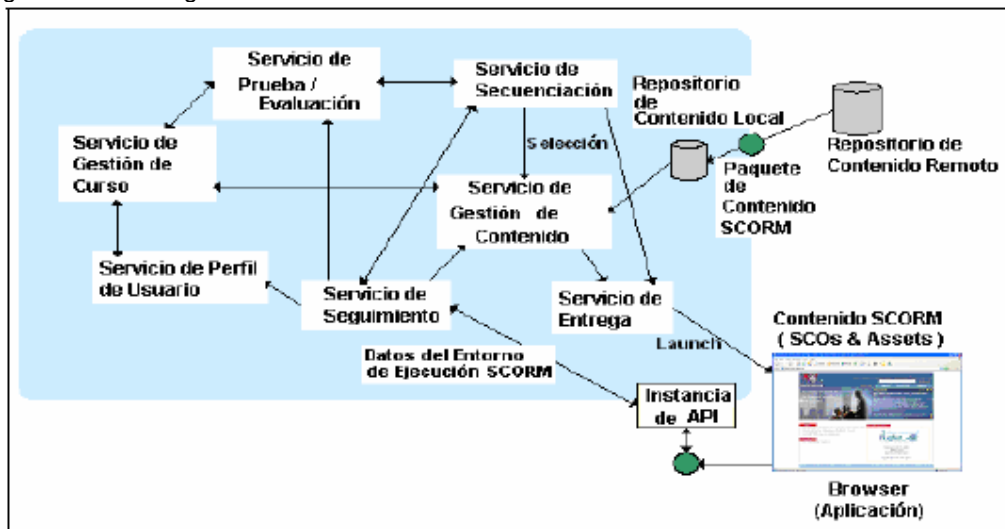 Servicio de
Prueba /
Evaluación
Servicio de
Secuenciación
Repositorio
de
Contenido Local
Repositorio de
Contenido Remoto
Servicio de
Gestión de
Curso
Selección
Paquete
de
Contenido
SCORM
Servicio de
Gestión de
Contenido
Servicio de Perfil
de Usuario
Servicio de
Seguimiento
Servicio de
Entrega
Launch
Contenido SCORM
( SCOs & Assets )
Datos del Entorno
de Ejecución SCORM
Instancia
de API
Browser
(Aplicación)